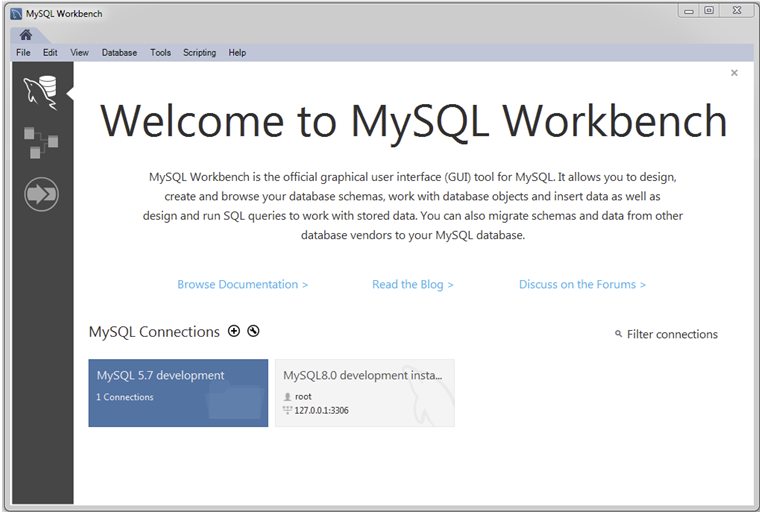 MySQL Workbench
File Edit View Database Tools Scripting Help
Welcome to MySQL Workbench
MySQL Workbench is the official graphical user interface (GUI) tool for MySQL. It allows you to design,
create and browse your database schemas, work with database objects and insert data as well as
design and run SQL queries to work with stored data. You can also migrate schemas and data from other
database vendors to your MySQL database.
Browse Documentation > Read the Blog > Discuss on the Forums >
MySQL Connections
Filter connections
MySQL 5.7 development
1 Connections
MySQL8.0 development insta...
root
127.0.0.1:3306